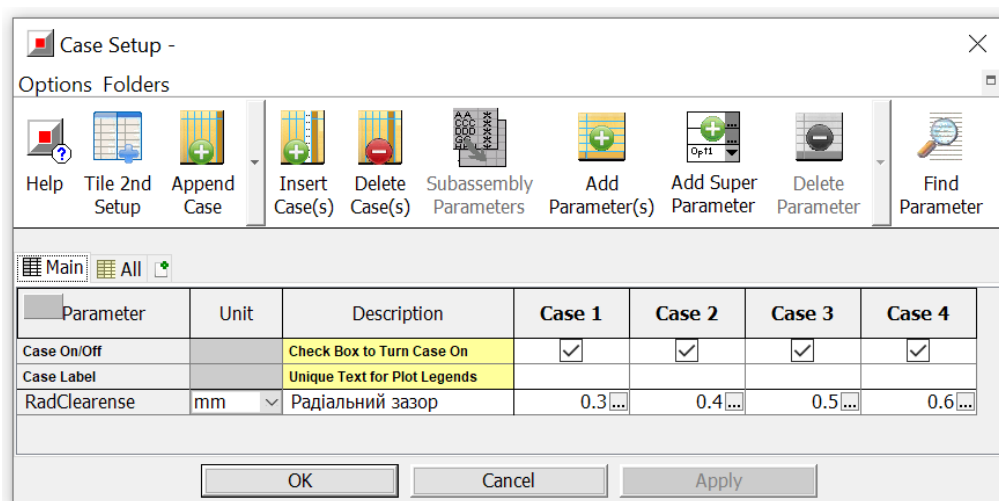 Case Setup -
Options Folders
Help
Tile 2nd Setup
Append Case
Insert Case(s)
Delete Case(s)
Subassembly Parameters
Add Parameter(s)
Add Super Parameter
Delete Parameter
Find Parameter
Main All
Parameter Unit Description Case 1 Case 2 Case 3 Case 4
Case On/Off Check Box to Turn Case On
Case Label Unique Text for Plot Legends
RadClearense mm Радіальний зазор 0.3... 0.4... 0.5... 0.6...
OK Cancel Apply